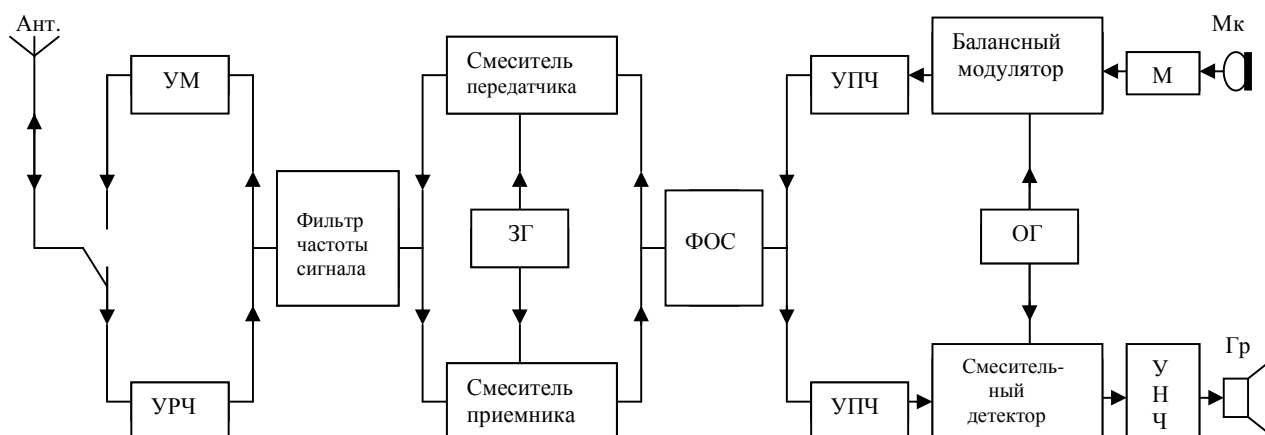 Ант.
УМ
Смеситель
передатчика
УПЧ
Балансный
модулятор
М
Мк
Фильтр
частоты
сигнала
ЗГ
ФОС
ОГ
УРЧ
Смеситель
приемника
УПЧ
Смеситель-
ный
детектор
У
Н
Ч
Гр